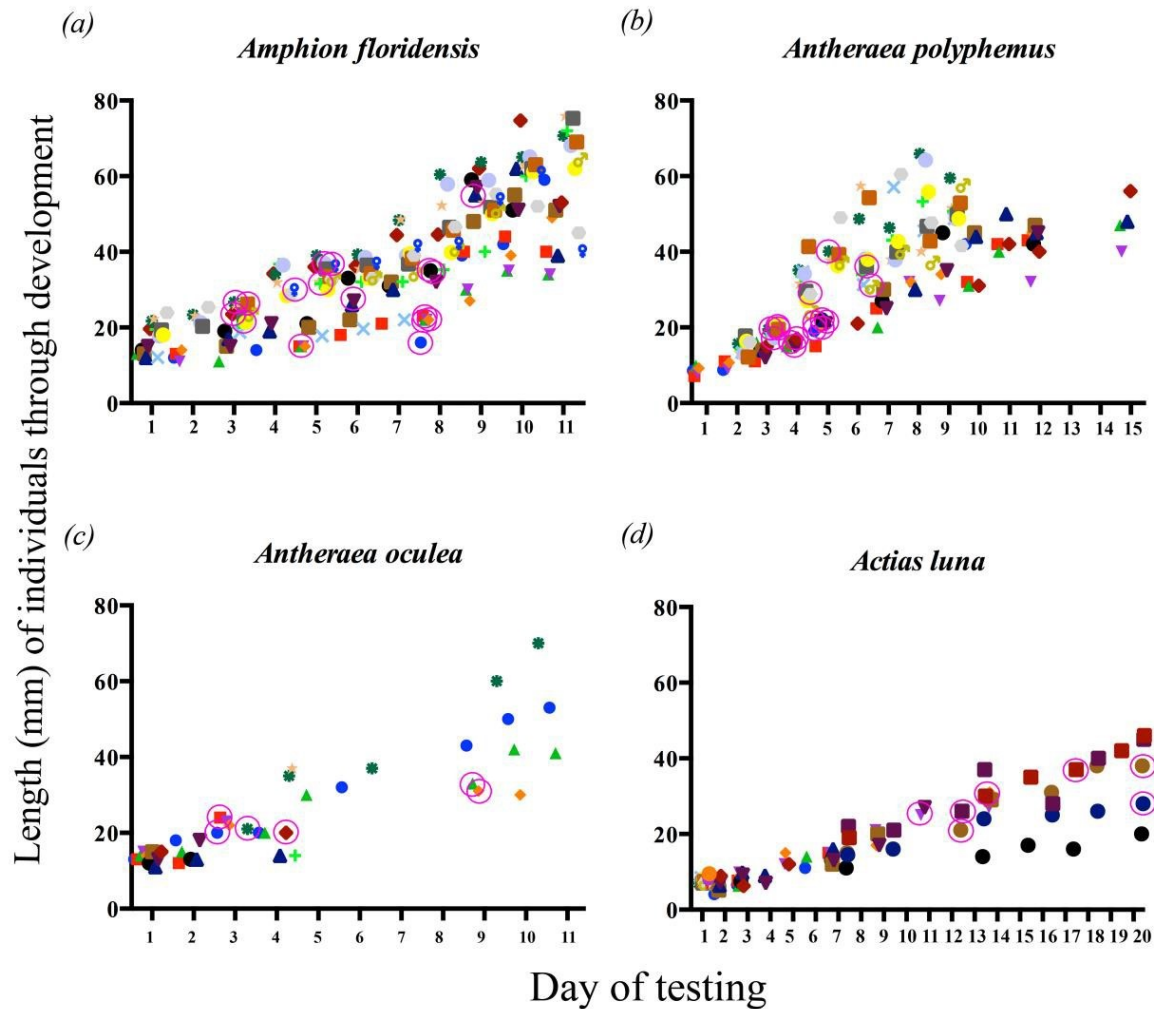 (a)
Amphion floridensis
80
60
40
20
0
1 2 3 4 5 6 7 8 9 10 11
(b)
Antheraea polyphemus
80
60
40
20
0
1 2 3 4 5 6 7 8 9 10 11 12 13 14 15
(c)
Antheraea oculea
80
60
40
20
0
1 2 3 4 5 6 7 8 9 10 11
(d)
Actias luna
80
60
40
20
0
1 2 3 4 5 6 7 8 9 10 11 12 13 14 15 16 17 18 19 20
Length (mm) of individuals through development
Day of testing